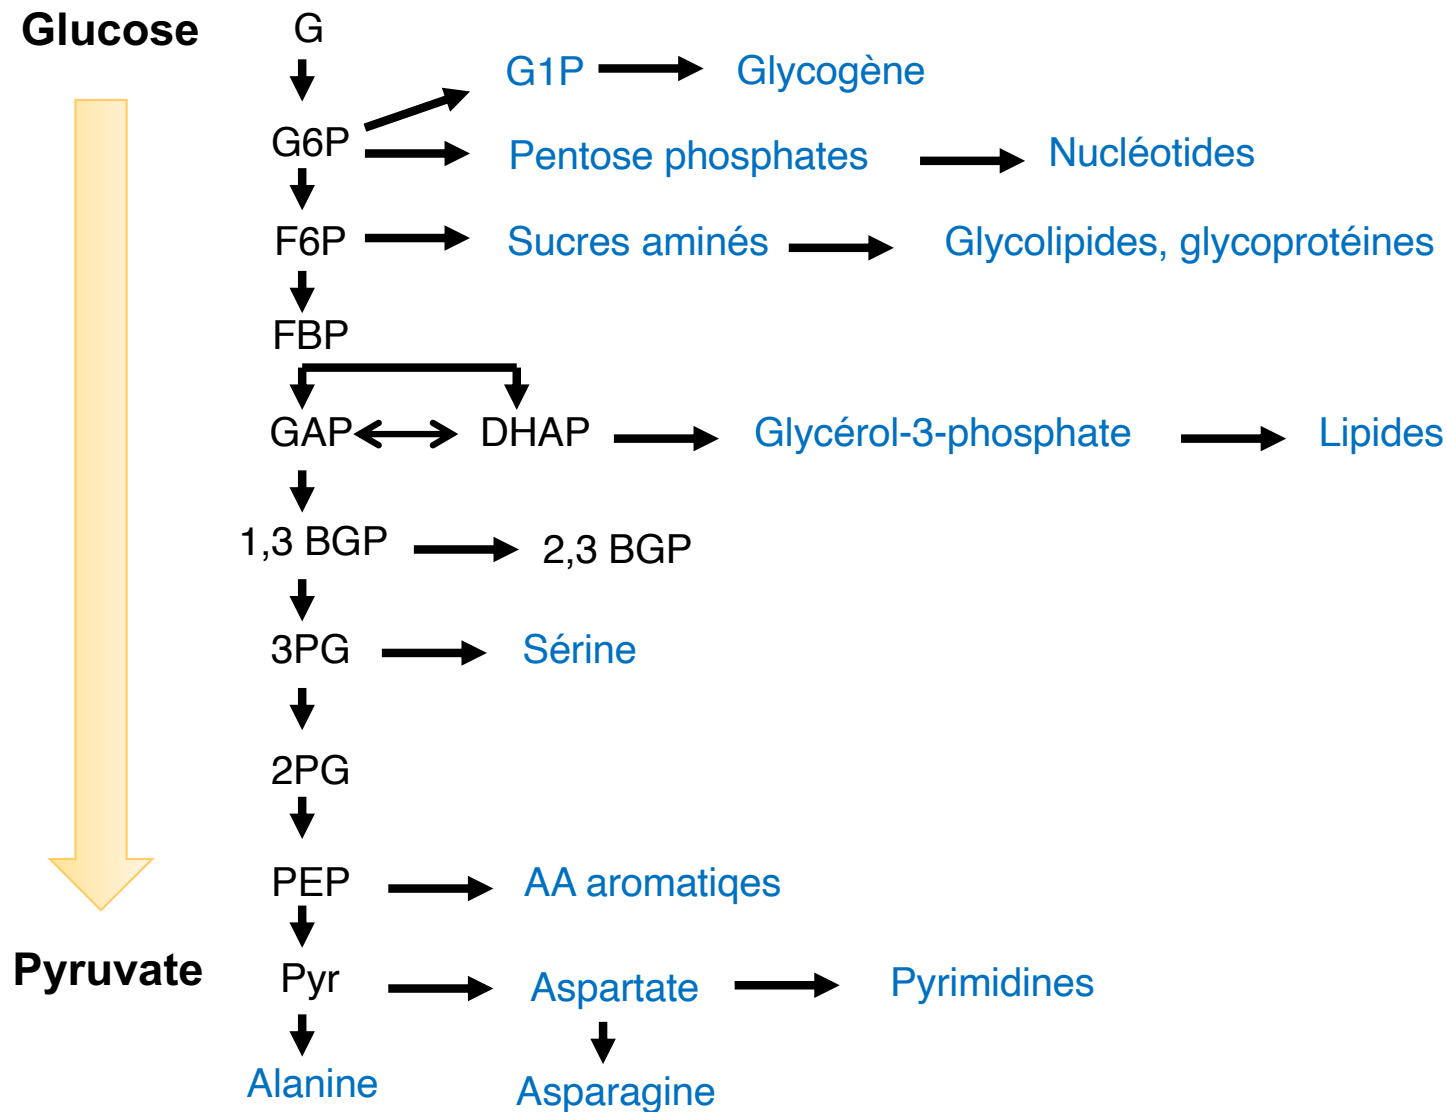 Glucose
G
G1P
Glycogène
G6P
Pentose phosphates
Nucléotides
F6P
Sucres aminés
Glycolipides, glycoprotéines
FBP
GAP
DHAP
Glycérol-3-phosphate
Lipides
1,3 BGP
2,3 BGP
3PG
Sérine
2PG
PEP
AA aromatiqes
Pyruvate
Pyr
Aspartate
Pyrimidines
Alanine
Asparagine